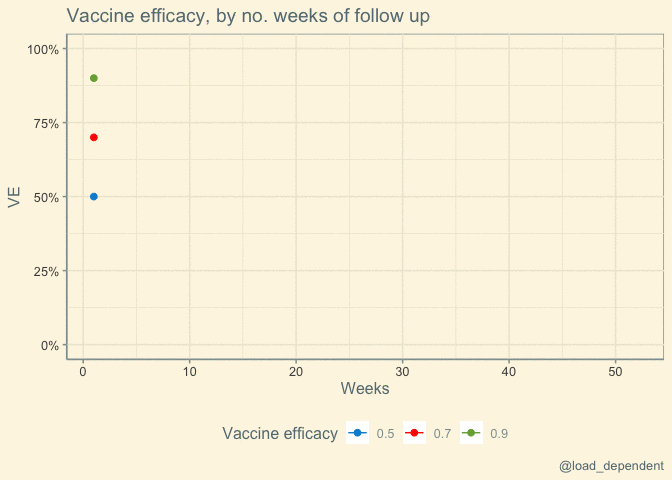 Vaccine efficacy, by no. weeks of follow up
100%
75%
50%
25%
0%
VE
0 10 20 30 40 50
Weeks
Vaccine efficacy 0.5 0.7 0.9
@load_dependent